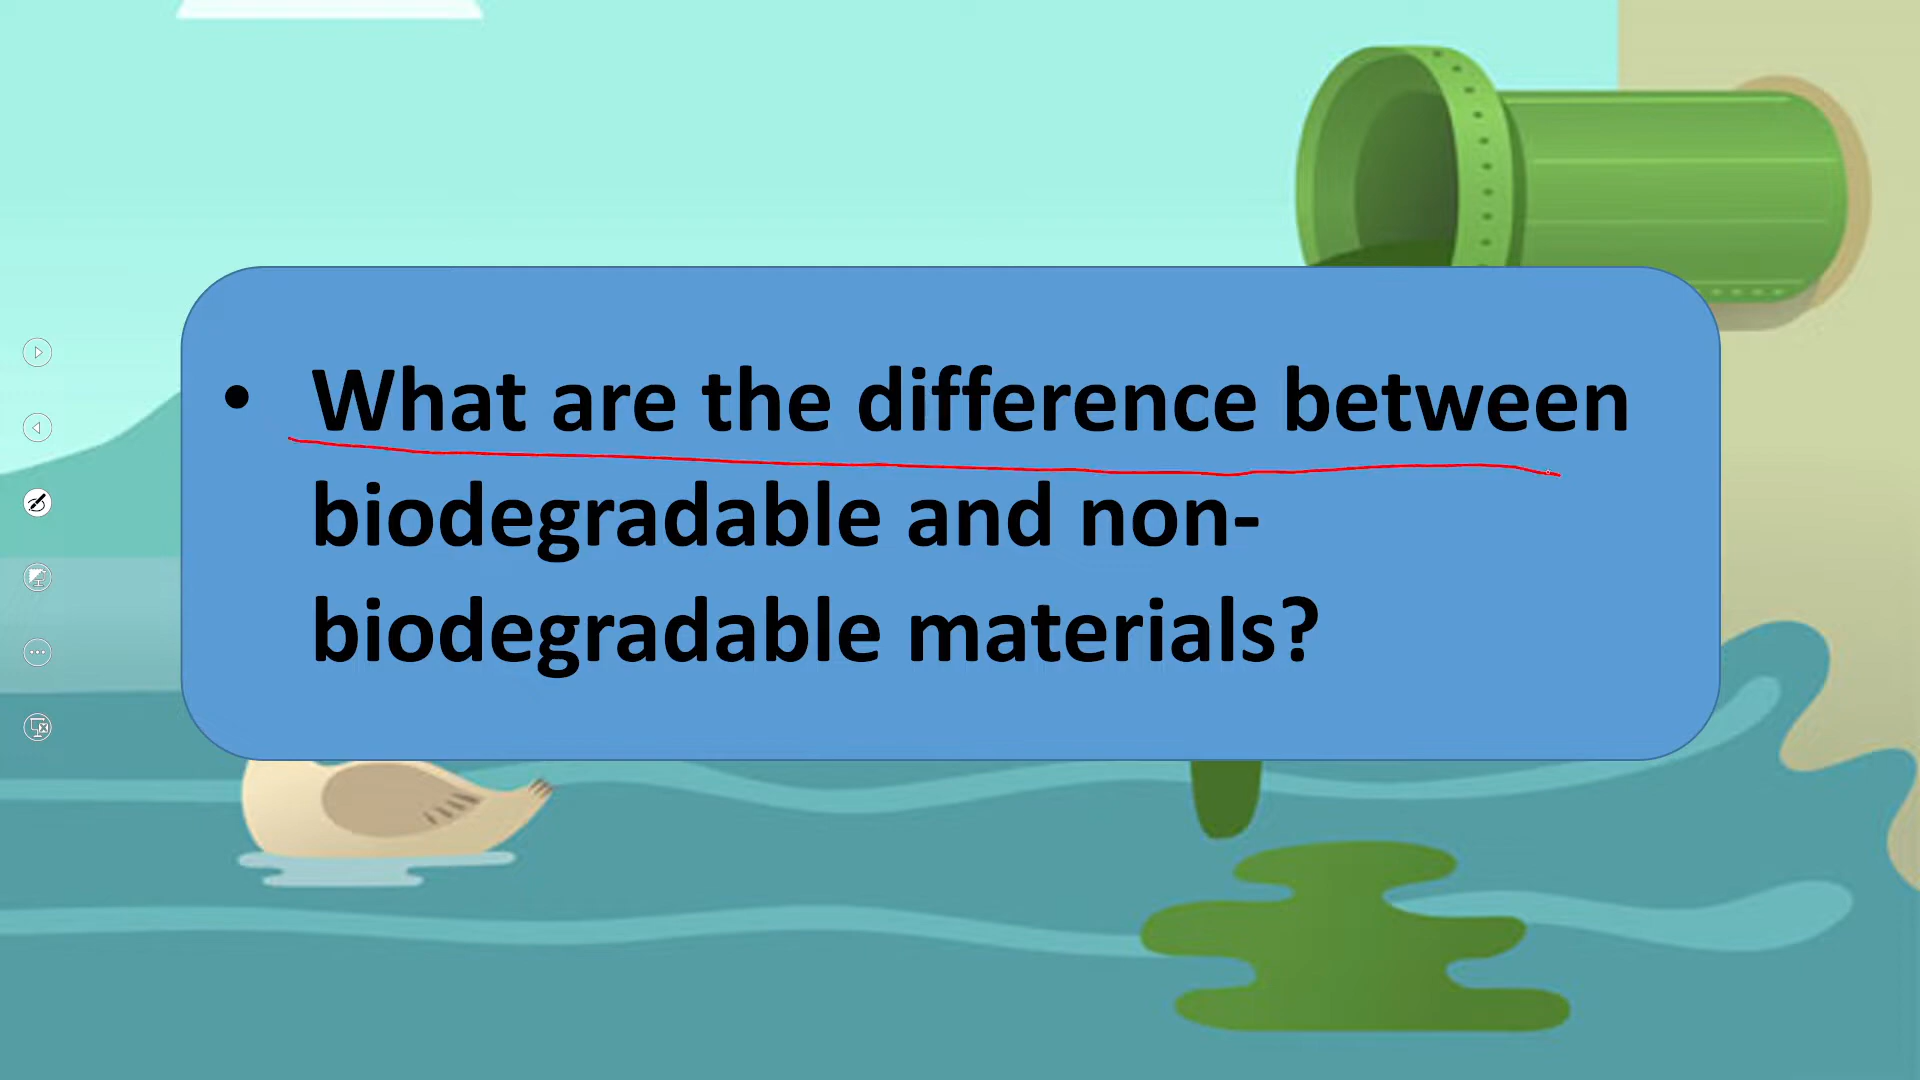 • What are the difference between
biodegradable and non-
biodegradable materials?